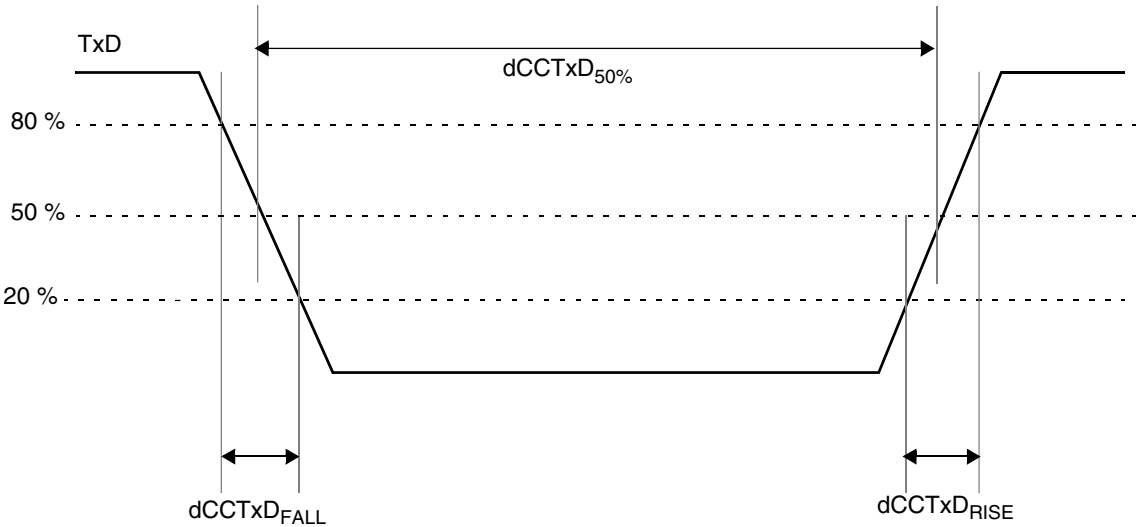 TxD
dCCTxD50%
80 %
50 %
20 %
dCCTxDFALL
dCCTxDRISE